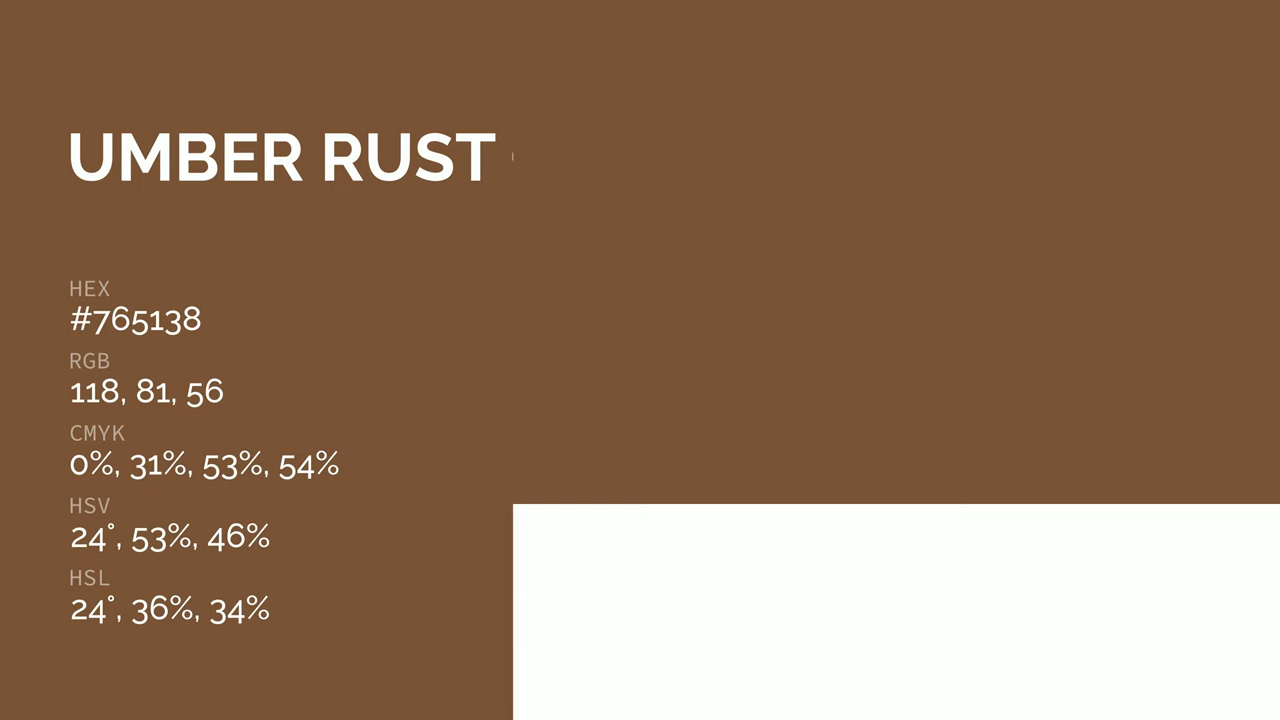 UMBER RUST
HEX
#765138
RGB
118, 81, 56
CMYK
0%, 31%, 53%, 54%
HSV
24°, 53%, 46%
HSL
24°, 36%, 34%